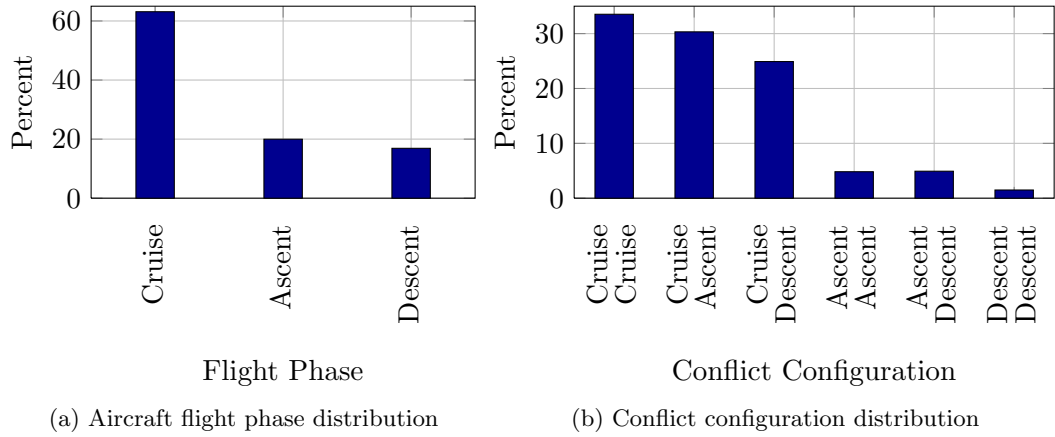 60
40
20
0
Percent
Cruise
Ascent
Descent
Flight Phase
(a) Aircraft flight phase distribution
30
20
10
0
Percent
Cruise
Cruise
Cruise
Ascent
Cruise
Descent
Ascent
Ascent
Ascent
Descent
Descent
Descent
Conflict Configuration
(b) Conflict configuration distribution